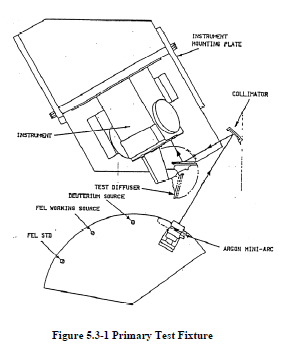 INSTRUMENT
MOUNTING PLATE
COLLIMATOR
INSTRUMENT
TEST DIFFUSER
DEUTERIUM SOURCE
FEL WORKING SOURCE
FEL STD
ARGON MINI-ARC
Figure 5.3-1 Primary Test Fixture